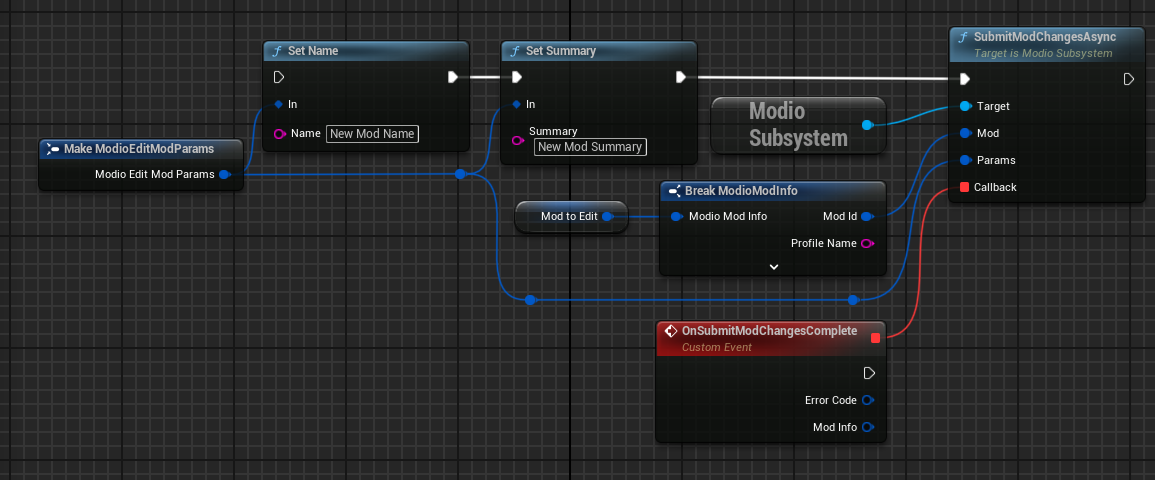 Set Name
In
Name New Mod Name
Set Summary
In
Summary
New Mod Summary
SubmitModChangesAsync
Target is Modio Subsystem
Target
Mod
Params
Callback
Modio
Subsystem
Make ModioEditModParams
Modio Edit Mod Params
Mod to Edit
Break ModioModInfo
Modio Mod Info Mod Id
Profile Name
OnSubmitModChangesComplete
Custom Event
Error Code
Mod Info